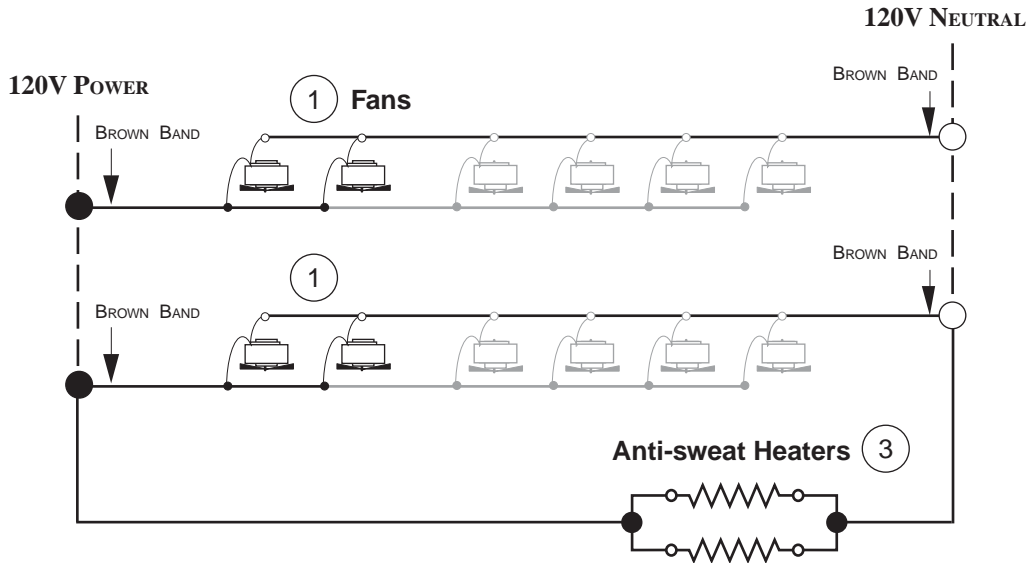 120V NEUTRAL
120V POWER
BROWN BAND
1 Fans
BROWN BAND
BROWN BAND
1
BROWN BAND
Anti-sweat Heaters 3